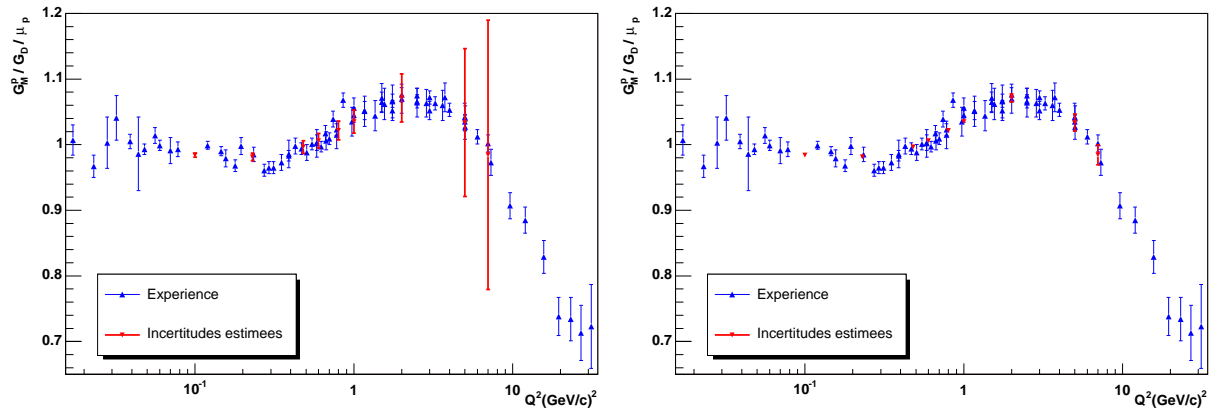 G_M^p / G_D / μ_p
1.2
1.1
1
0.9
0.8
0.7
Experience
Incertitudes estimees
10^-1
1
10
Q^2(GeV/c)^2
G_M^p / G_D / μ_p
1.2
1.1
1
0.9
0.8
0.7
Experience
Incertitudes estimees
10^-1
1
10
Q^2(GeV/c)^2